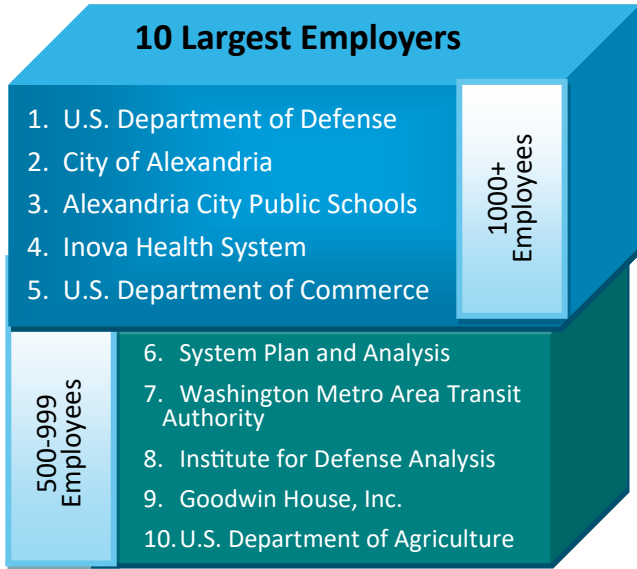 10 Largest Employers
1. U.S. Department of Defense
2. City of Alexandria
3. Alexandria City Public Schools
4. Inova Health System
5. U.S. Department of Commerce
1000+
Employees
500-999
Employees
6. System Plan and Analysis
7. Washington Metro Area Transit
Authority
8. Institute for Defense Analysis
9. Goodwin House, Inc.
10. U.S. Department of Agriculture